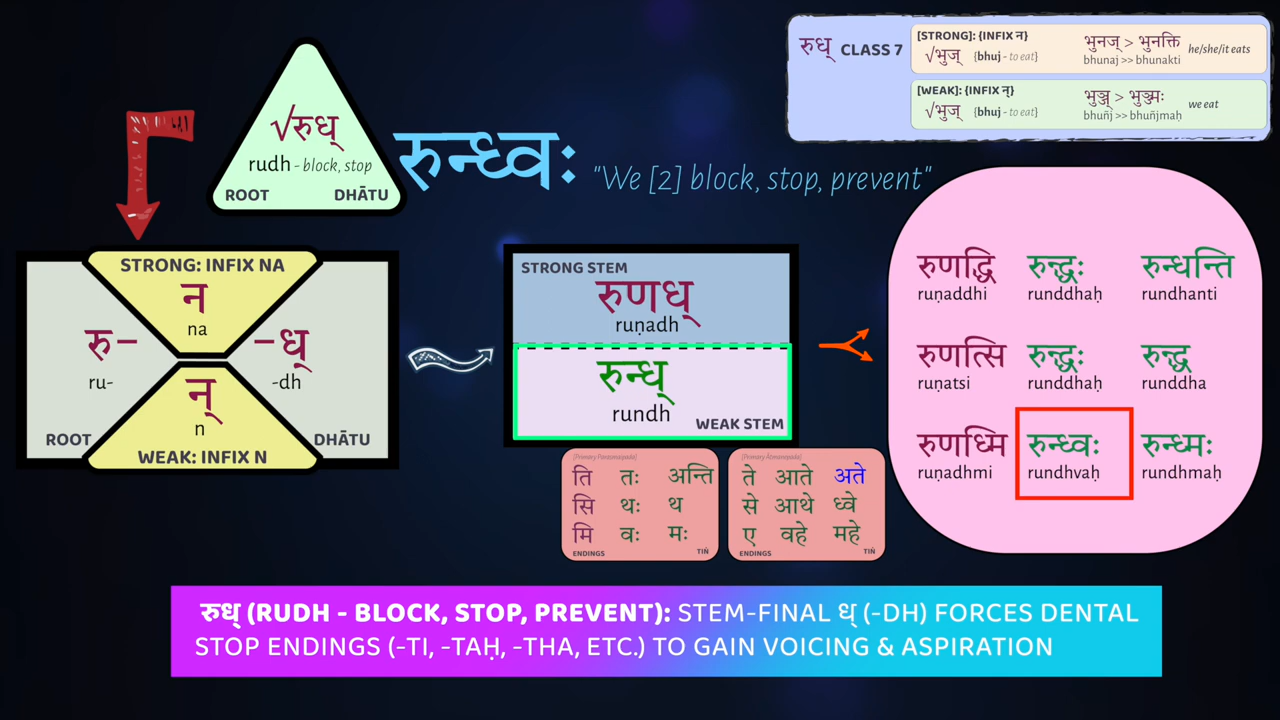 रुध् CLASS 7
[STRONG]: {INFIX न}
√भुज् {bhuj - to eat}
भुनज् > भुनक्ति
bhunaj >> bhunakti
he/she/it eats
[WEAK]: {INFIX न्}
√भुज् {bhuj - to eat}
भुञ्ज् > भुञ्ज्मः
bhuñj >> bhuñjmaḥ
we eat
√रुध्
rudh - block, stop
ROOT DHĀTU
रुन्ध्वः "We [2] block, stop, prevent"
STRONG: INFIX NA
न
na
रु-
ru-
-ध्
-dh
न्
n
ROOT DHĀTU
WEAK: INFIX N
STRONG STEM
रुणध्
ruṇadh
रुन्ध्
rundh
WEAK STEM
रुणद्धि रुन्द्धः रुन्धन्ति
ruṇaddhi runddhaḥ rundhanti
रुणत्सि रुन्द्धः रुन्द्ध
ruṇatsi runddhaḥ runddha
रुणध्मि रुन्ध्वः रुन्ध्मः
ruṇadhmi rundhvaḥ rundhmaḥ
[Primary Parasmaipada]
ति तः अन्ति
सि थः थ
मि वः मः
ENDINGS TIṄ
[Primary Ātmanepada]
ते आते अते
से आथे ध्वे
ए वहे महे
ENDINGS TIṄ
रुध् (RUDH - BLOCK, STOP, PREVENT): STEM-FINAL ध् (-DH) FORCES DENTAL
STOP ENDINGS (-TI, -TAḤ, -THA, ETC.) TO GAIN VOICING & ASPIRATION